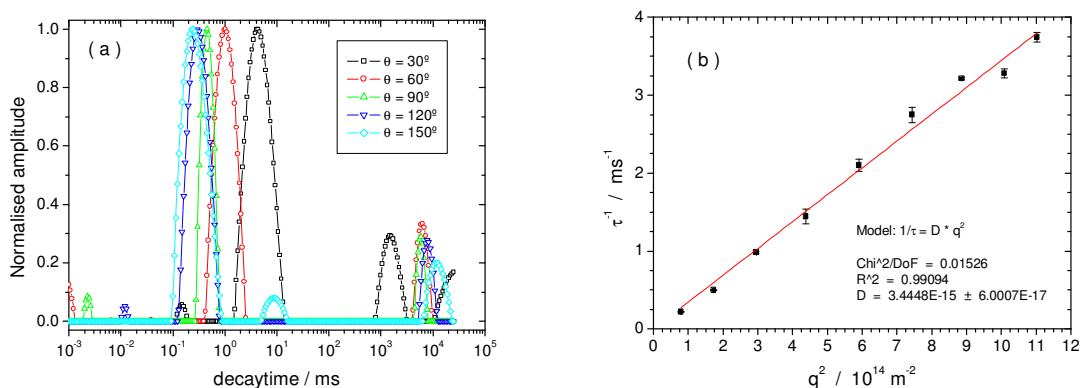 ( a )
Normalised amplitude
1.0
0.8
0.6
0.4
0.2
0.0
θ = 30º
θ = 60º
θ = 90º
θ = 120º
θ = 150º
10-3 10-2 10-1 100 101 102 103 104 105
decaytime / ms
( b )
τ-1 / ms-1
4
3
2
1
0
Model: 1/τ = D * q2
Chi^2/DoF = 0.01526
R^2 = 0.99094
D = 3.4448E-15 ± 6.0007E-17
0 1 2 3 4 5 6 7 8 9 10 11 12
q2 / 1014 m-2